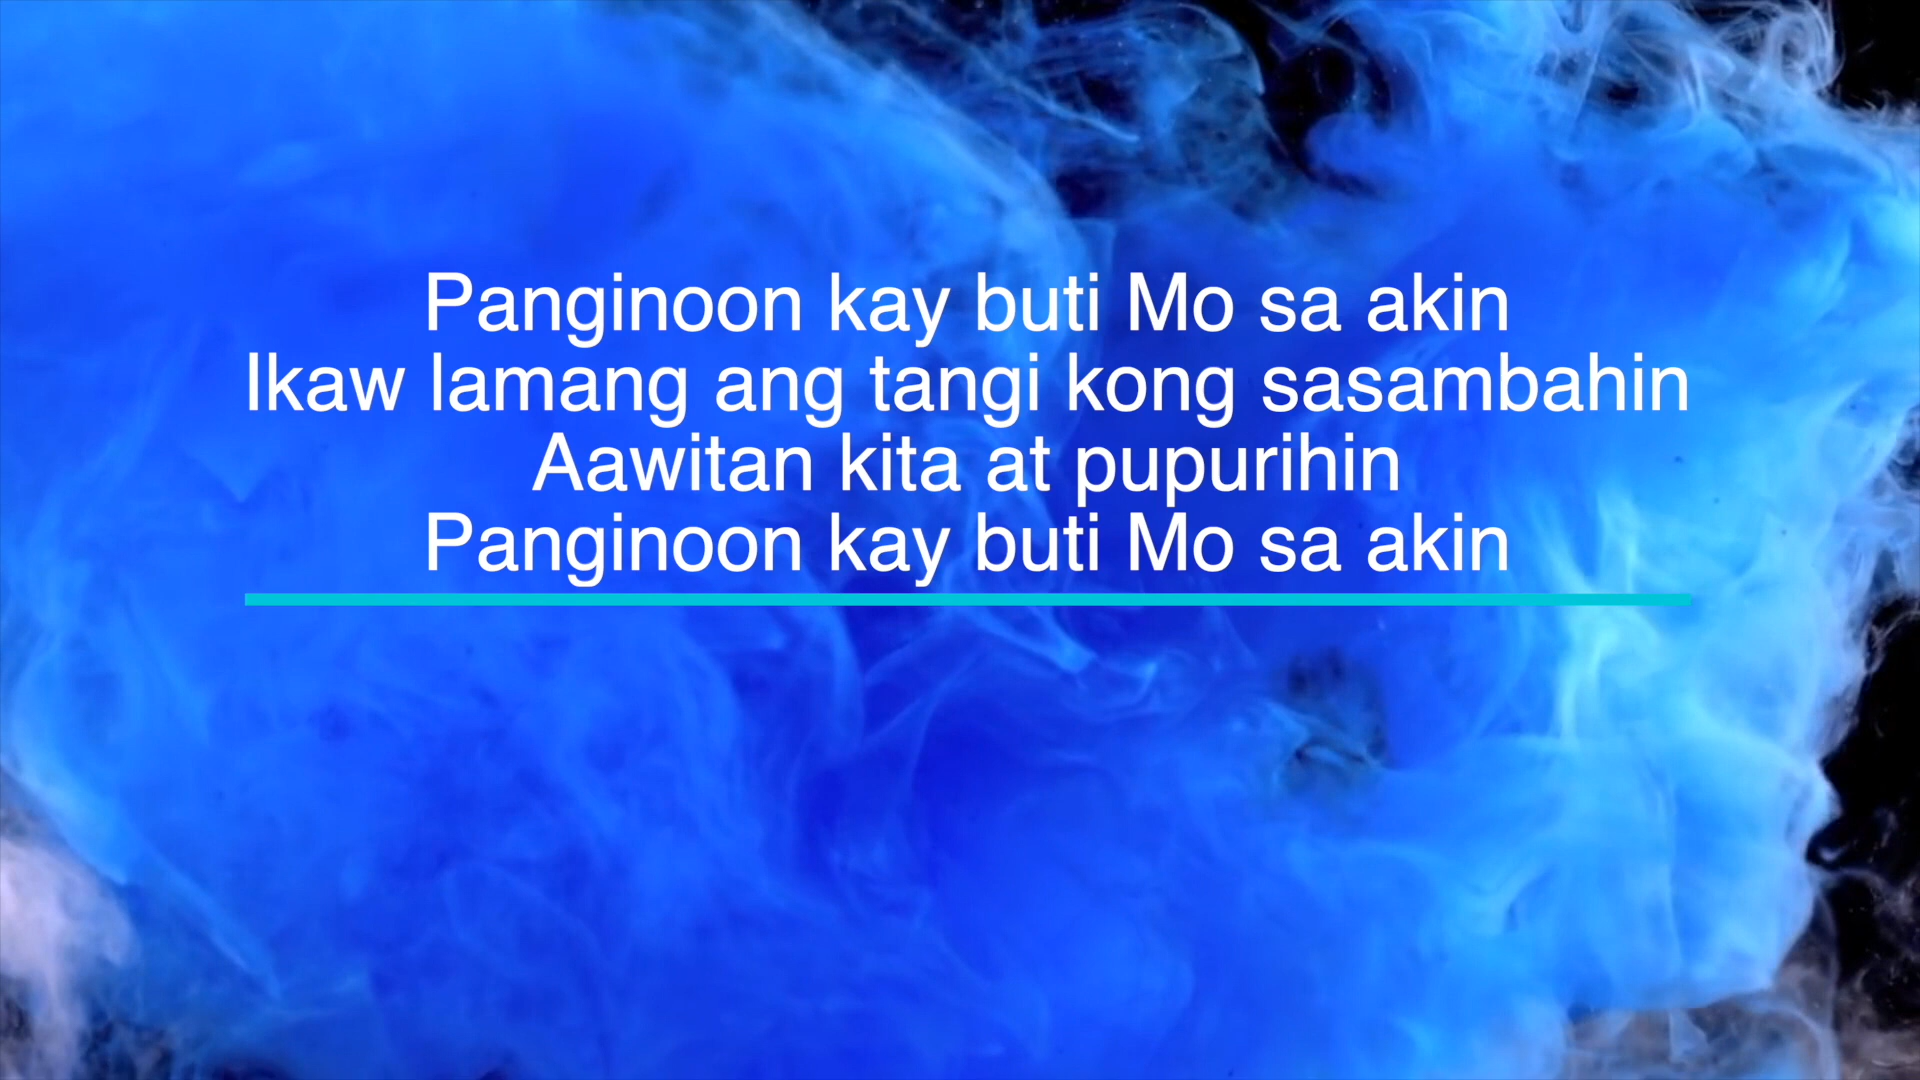 Panginoon kay buti Mo sa akin
Ikaw lamang ang tangi kong sasambahin
Aawitan kita at pupurihin
Panginoon kay buti Mo sa akin